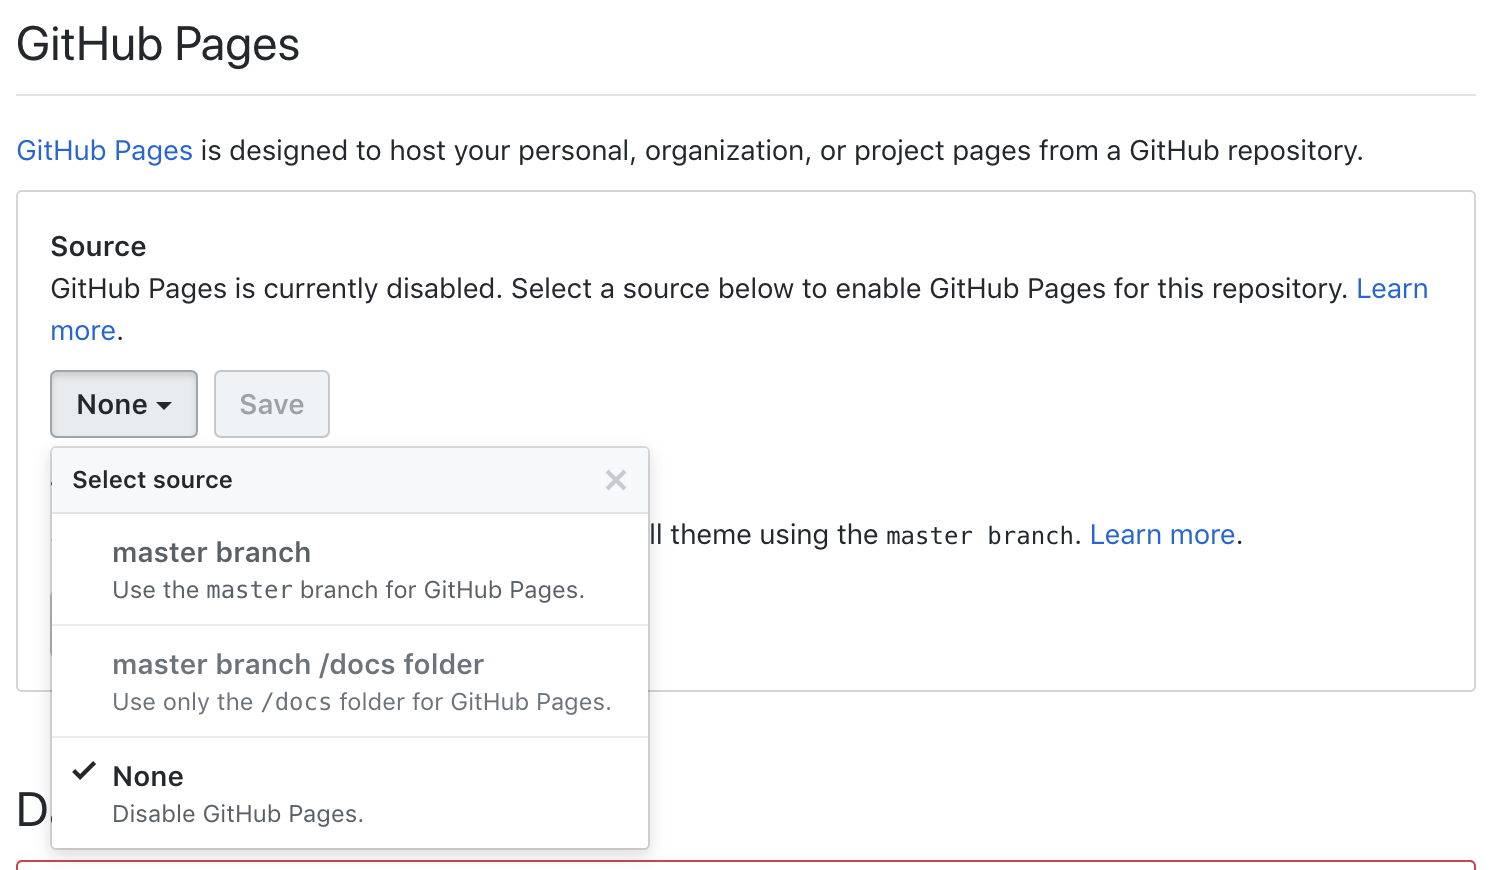 GitHub Pages
GitHub Pages is designed to host your personal, organization, or project pages from a GitHub repository.
Source
GitHub Pages is currently disabled. Select a source below to enable GitHub Pages for this repository. Learn
more.
None Save
Select source
theme using the master branch. Learn more.
master branch
Use the master branch for GitHub Pages.
master branch /docs folder
Use only the /docs folder for GitHub Pages.
None
Disable GitHub Pages.